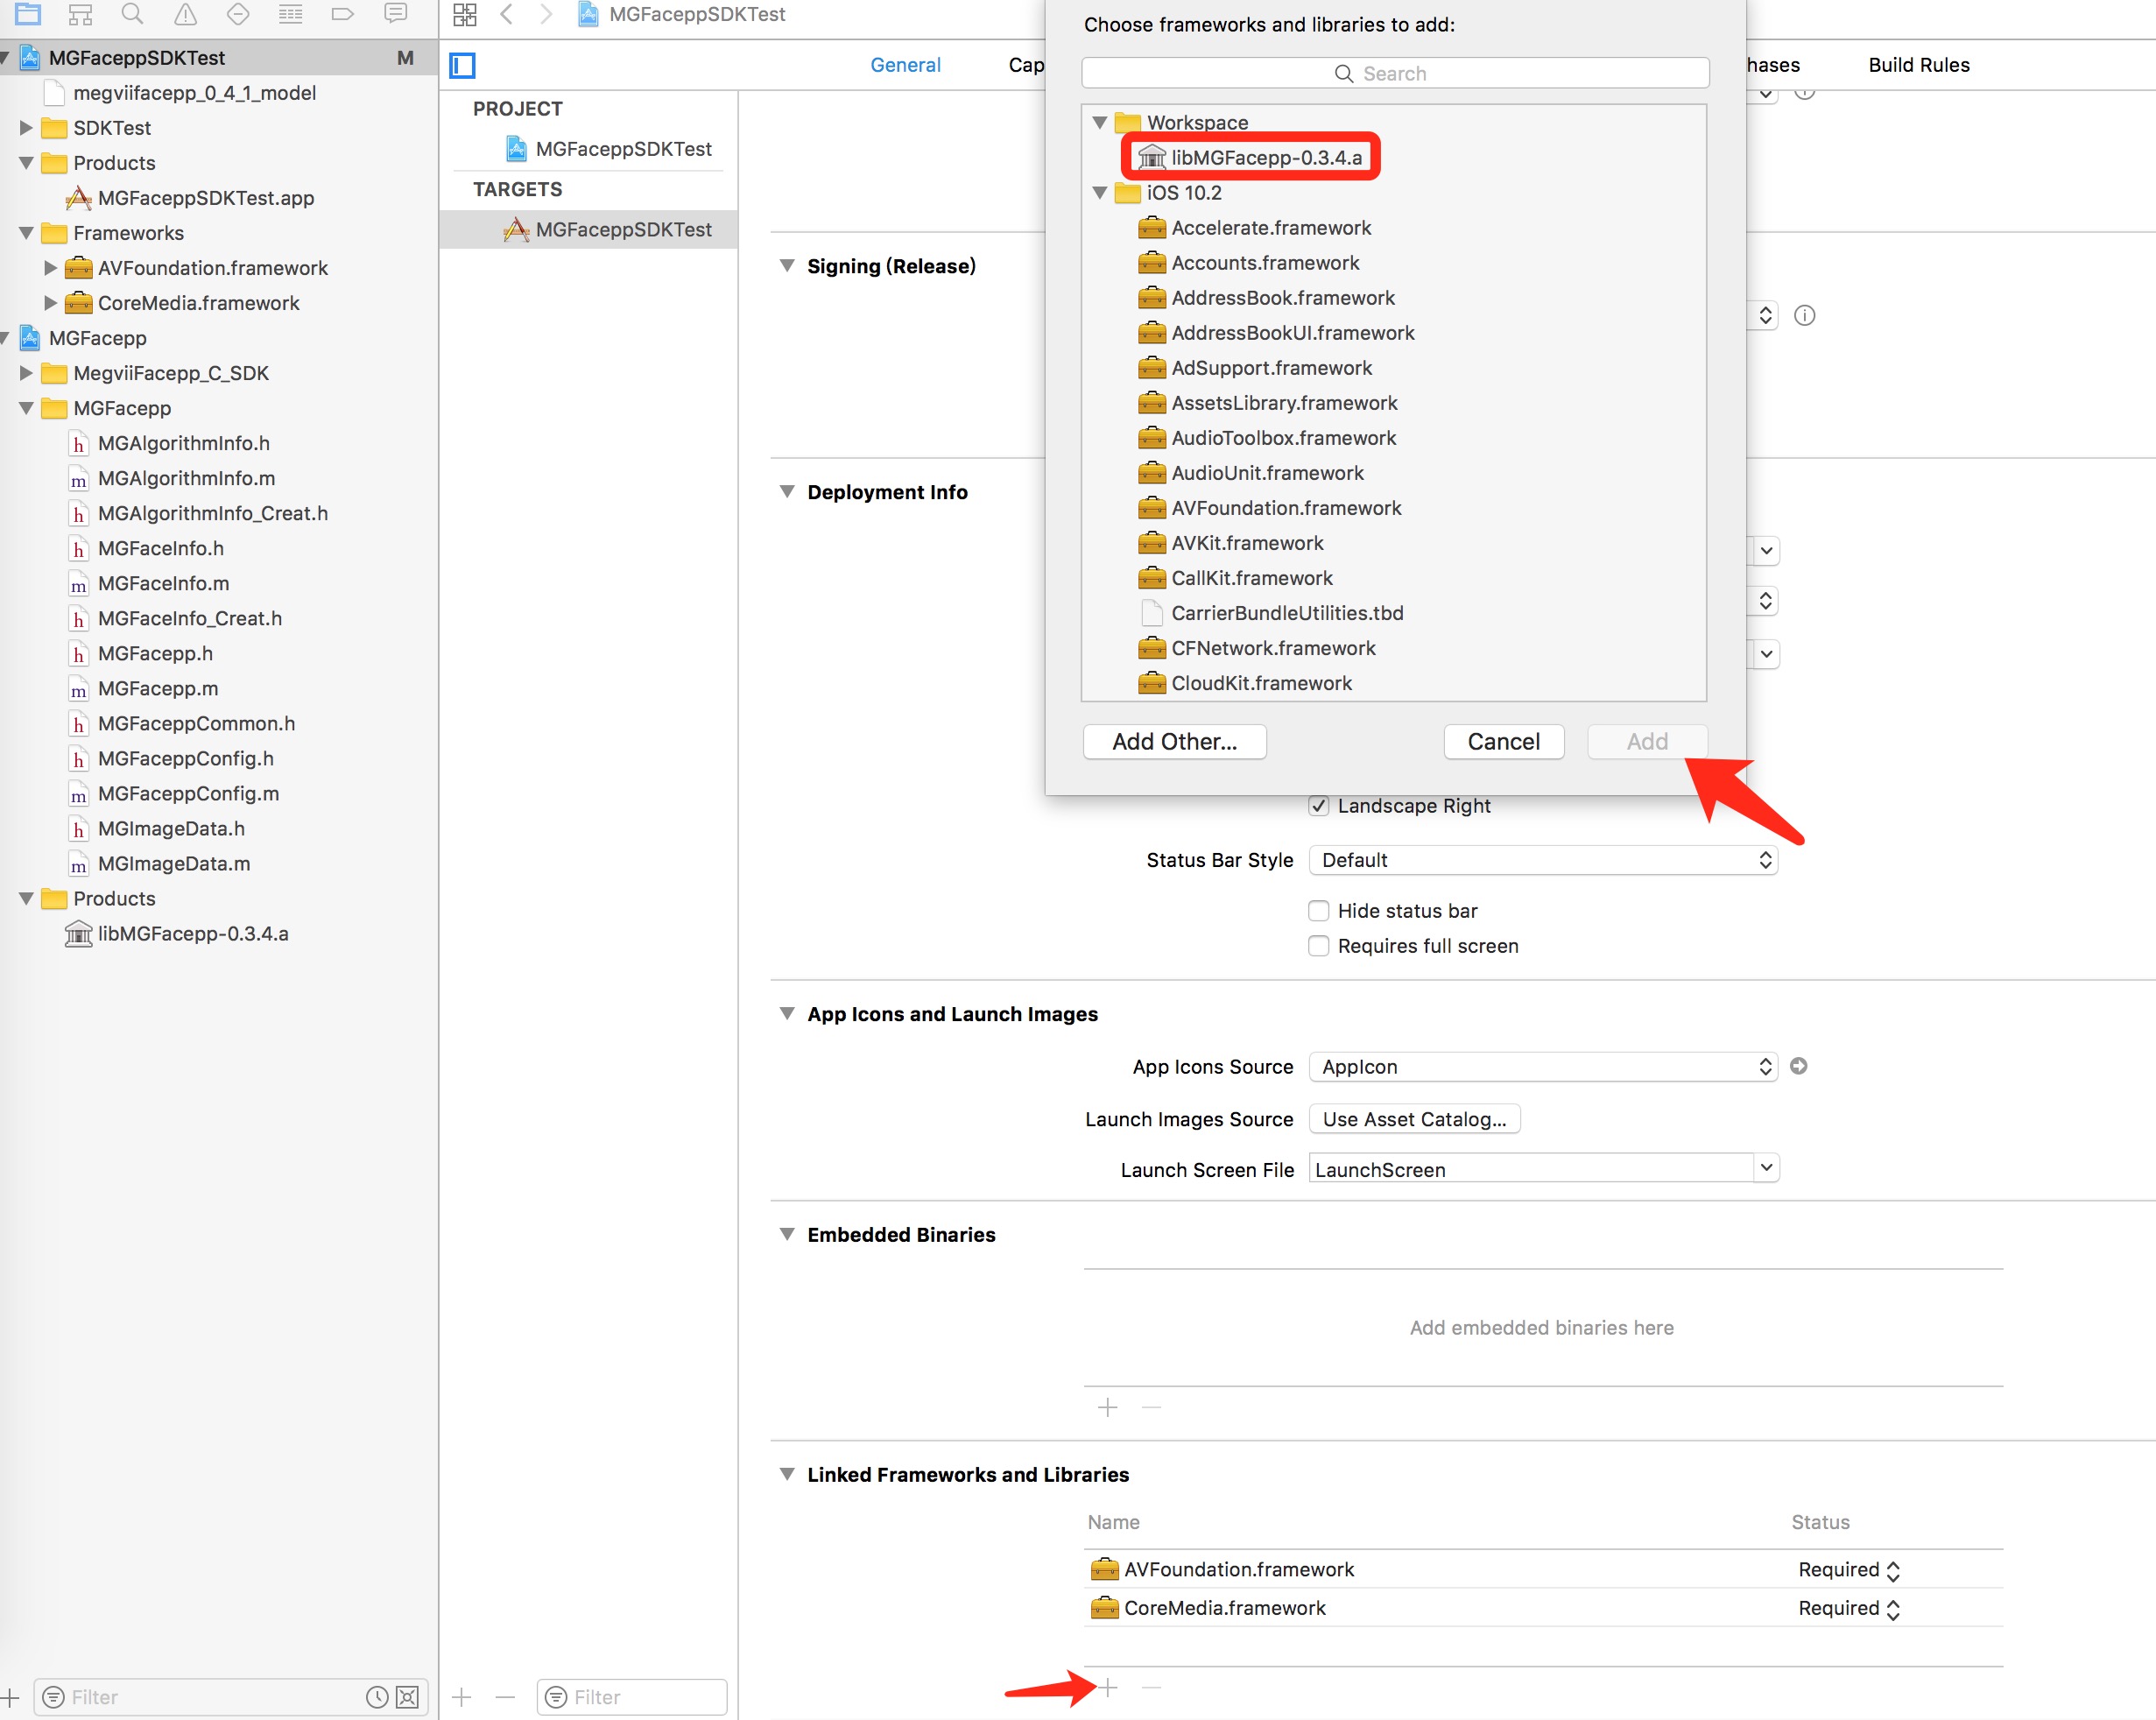 MGFaceppSDKTest
M
megviifacepp_0_4_1_model
SDKTest
Products
MGFaceppSDKTest.app
Frameworks
AVFoundation.framework
CoreMedia.framework
MGFacepp
MegviiFacepp_C_SDK
MGFacepp
h MGAlgorithmInfo.h
m MGAlgorithmInfo.m
h MGAlgorithmInfo_Creat.h
h MGFaceInfo.h
m MGFaceInfo.m
h MGFaceInfo_Creat.h
h MGFacepp.h
m MGFacepp.m
h MGFaceppCommon.h
h MGFaceppConfig.h
m MGFaceppConfig.m
h MGImageData.h
m MGImageData.m
Products
libMGFacepp-0.3.4.a
Filter
MGFaceppSDKTest
General
Cap
hases
Build Rules
PROJECT
MGFaceppSDKTest
TARGETS
MGFaceppSDKTest
Filter
Choose frameworks and libraries to add:
Search
Workspace
libMGFacepp-0.3.4.a
iOS 10.2
Accelerate.framework
Accounts.framework
AddressBook.framework
AddressBookUI.framework
AdSupport.framework
AssetsLibrary.framework
AudioToolbox.framework
AudioUnit.framework
AVFoundation.framework
AVKit.framework
CallKit.framework
CarrierBundleUtilities.tbd
CFNetwork.framework
CloudKit.framework
Add Other...
Cancel
Add
Signing (Release)
Deployment Info
Landscape Right
Status Bar Style
Default
Hide status bar
Requires full screen
App Icons and Launch Images
App Icons Source
AppIcon
Launch Images Source
Use Asset Catalog...
Launch Screen File
LaunchScreen
Embedded Binaries
Add embedded binaries here
Linked Frameworks and Libraries
Name
Status
AVFoundation.framework
Required
CoreMedia.framework
Required